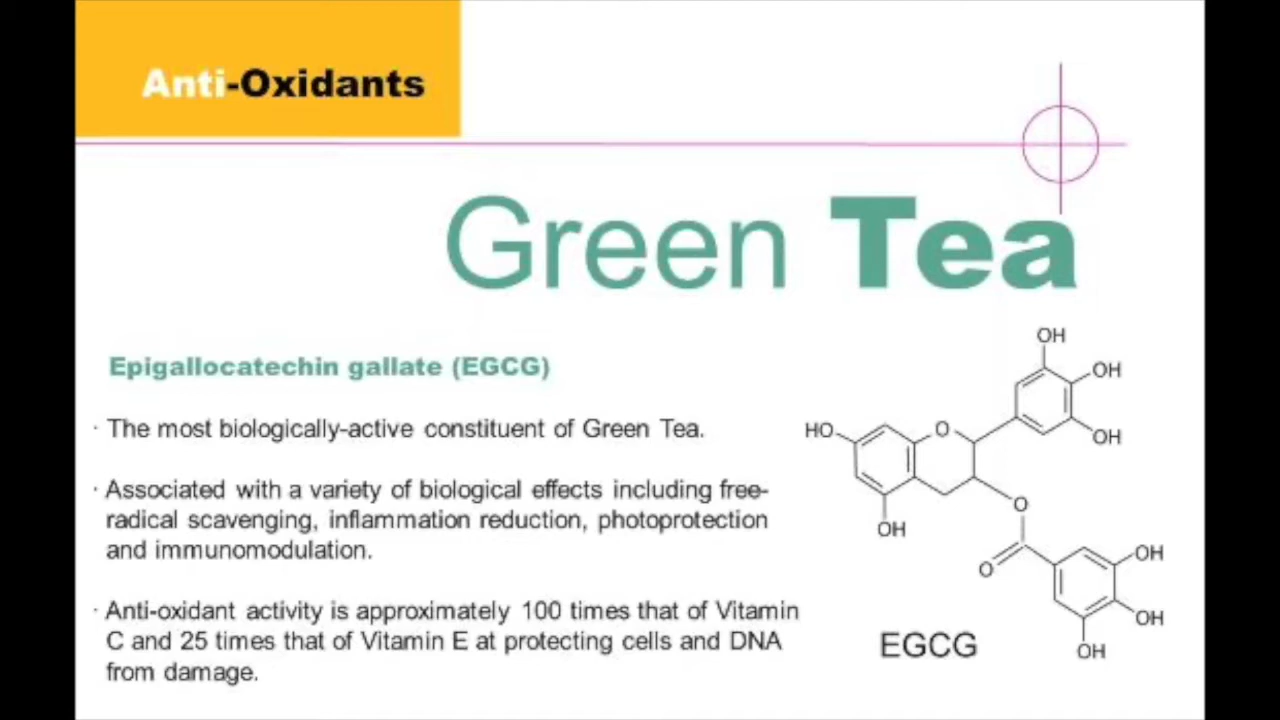 Anti-Oxidants
Green Tea
Epigallocatechin gallate (EGCG)
· The most biologically-active constituent of Green Tea.
· Associated with a variety of biological effects including free-
radical scavenging, inflammation reduction, photoprotection
and immunomodulation.
· Anti-oxidant activity is approximately 100 times that of Vitamin
C and 25 times that of Vitamin E at protecting cells and DNA
from damage.
OH
OH
HO
O
OH
O
OH
O
OH
OH
OH
EGCG